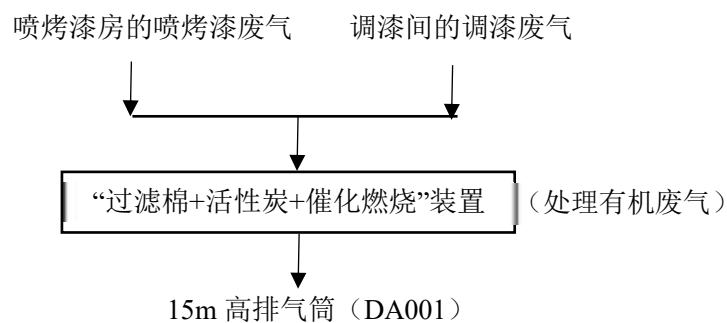 喷烤漆房的喷烤漆废气 调漆间的调漆废气
“过滤棉+活性炭+催化燃烧”装置 （处理有机废气）
15m 高排气筒（DA001）